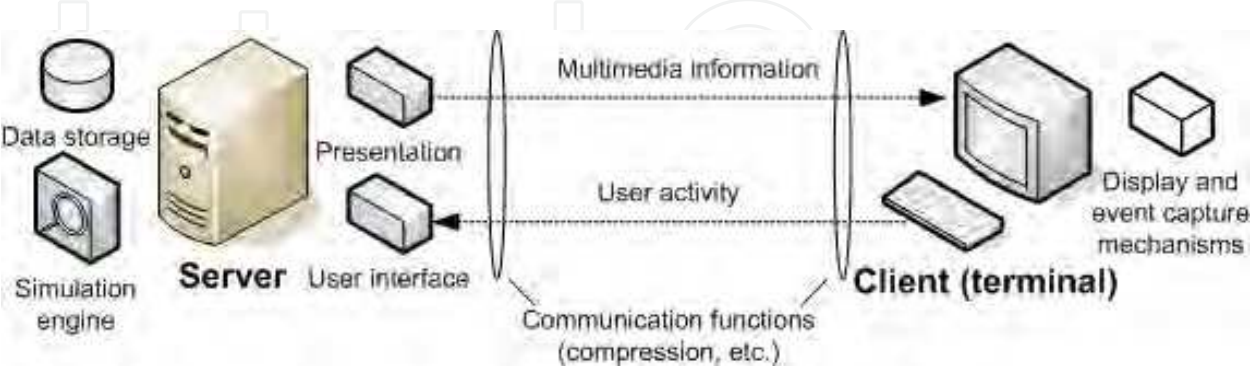 Data storage
Simulation
engine
Server
Presentation
User interface
Multimedia information
User activity
Communication functions
(compression, etc.)
Client (terminal)
Display and
event capture
mechanisms